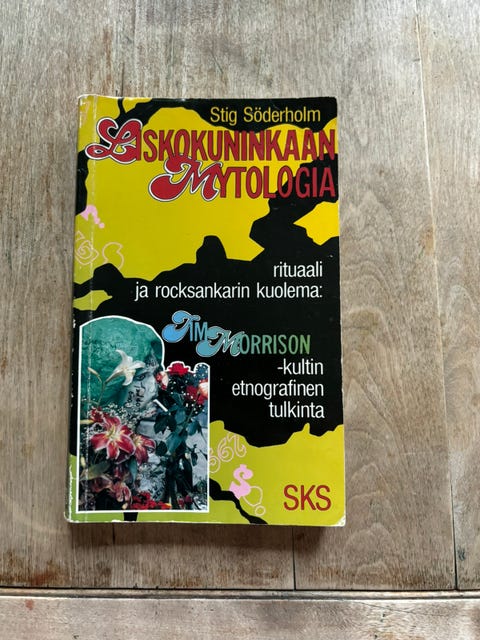 Stig Söderholm
LISKOKUNINKAAN
MYTOLOGIA
rituaali
ja rocksankarin kuolema:
JIM MORRISON
-kultin
etnografinen
tulkinta
SKS